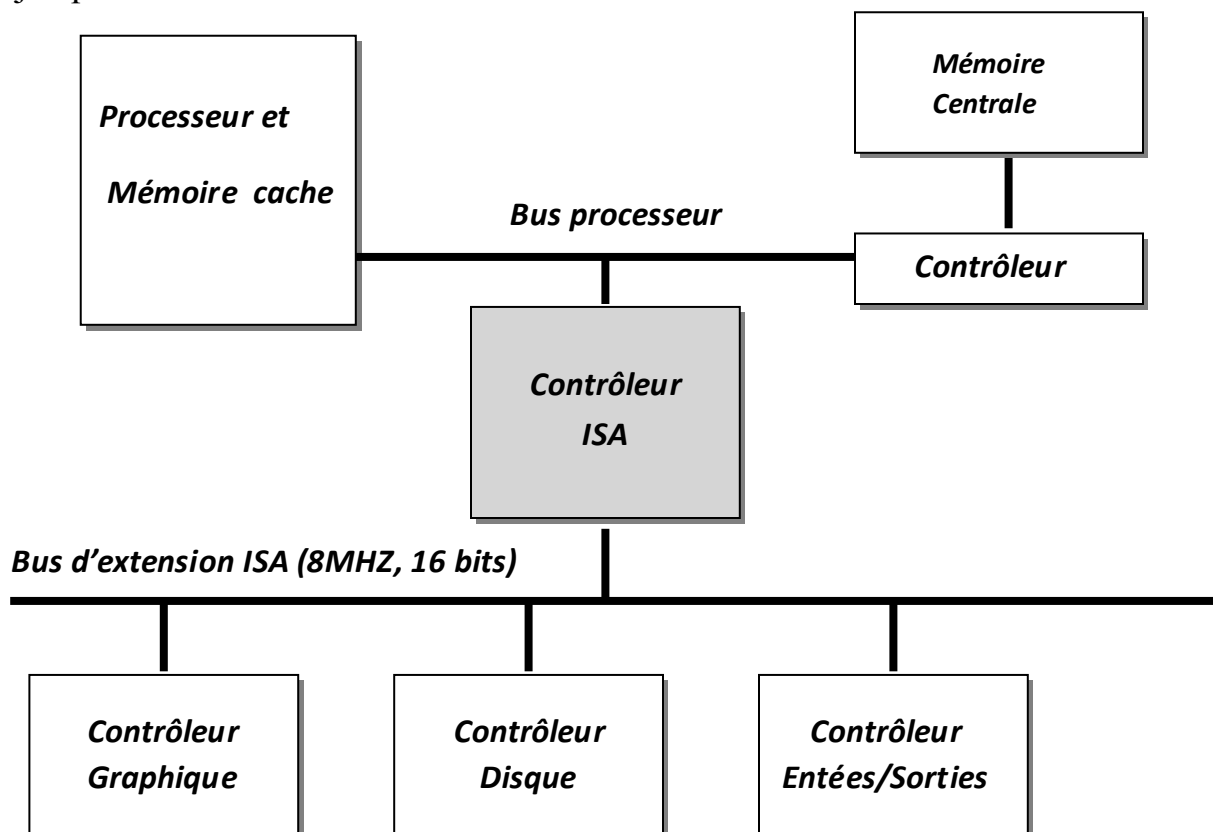 Mémoire
Centrale
Processeur et
Mémoire cache
Bus processeur
Contrôleur
Contrôleur
ISA
Bus d’extension ISA (8MHZ, 16 bits)
Contrôleur
Graphique
Contrôleur
Disque
Contrôleur
Entées/Sorties